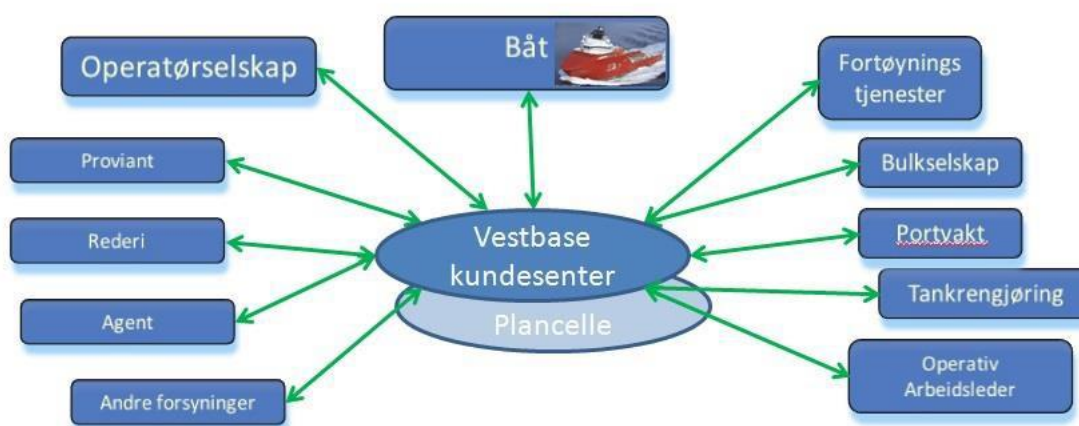 Operatørselskap
Båt
Fortøynings
tjenester
Proviant
Bulkselskap
Rederi
Vestbase
kundesenter
Portvakt
Agent
Plancelle
Tankrengjøring
Andre forsyninger
Operativ
Arbeidsleder